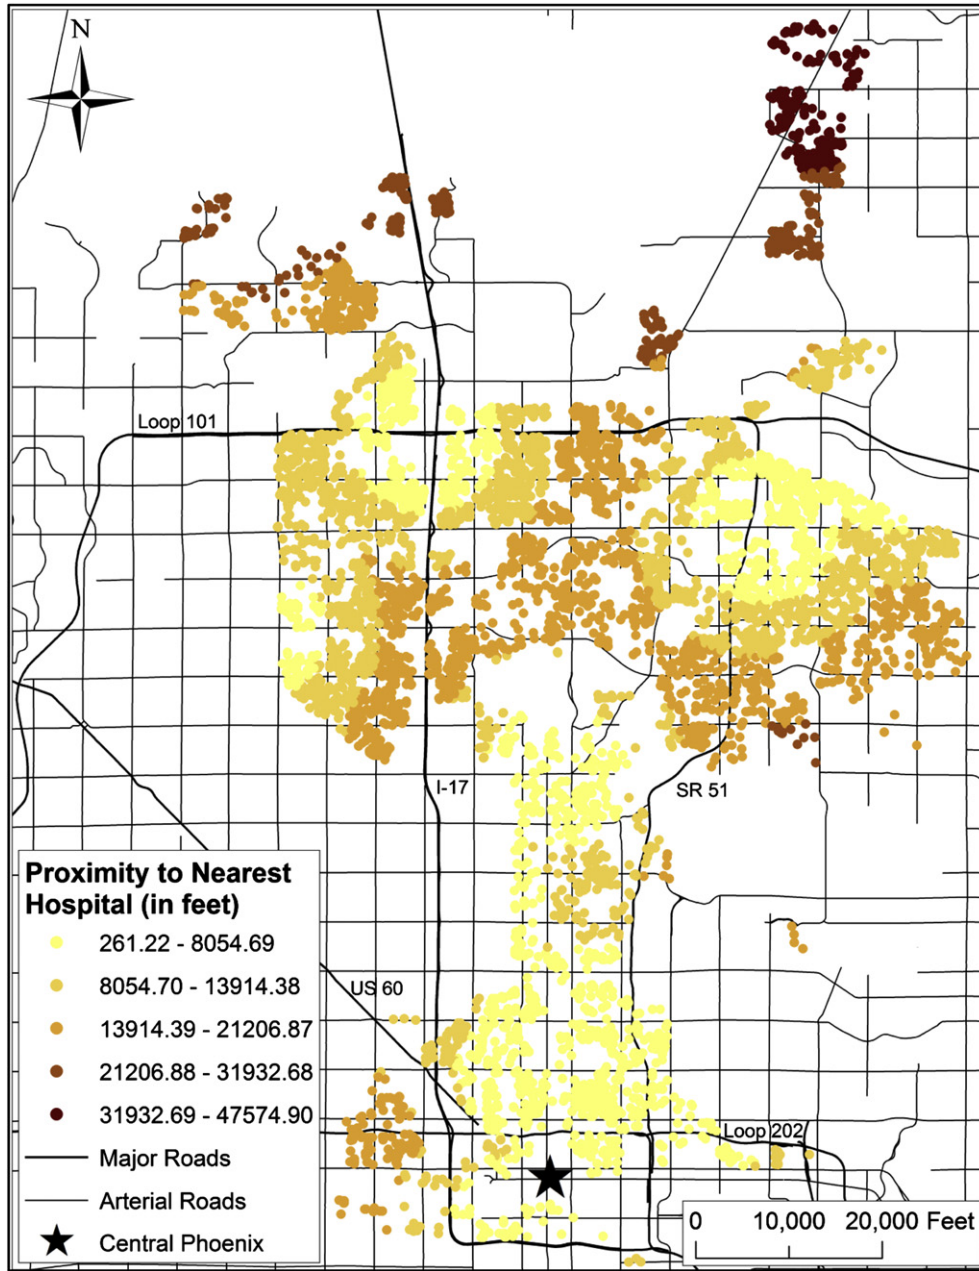 N
Loop 101
I-17
SR 51
Proximity to Nearest
Hospital (in feet)
261.22 - 8054.69
8054.70 - 13914.38
13914.39 - 21206.87
21206.88 - 31932.68
31932.69 - 47574.90
Major Roads
Arterial Roads
Central Phoenix
US 60
Loop 202
0 10,000 20,000 Feet